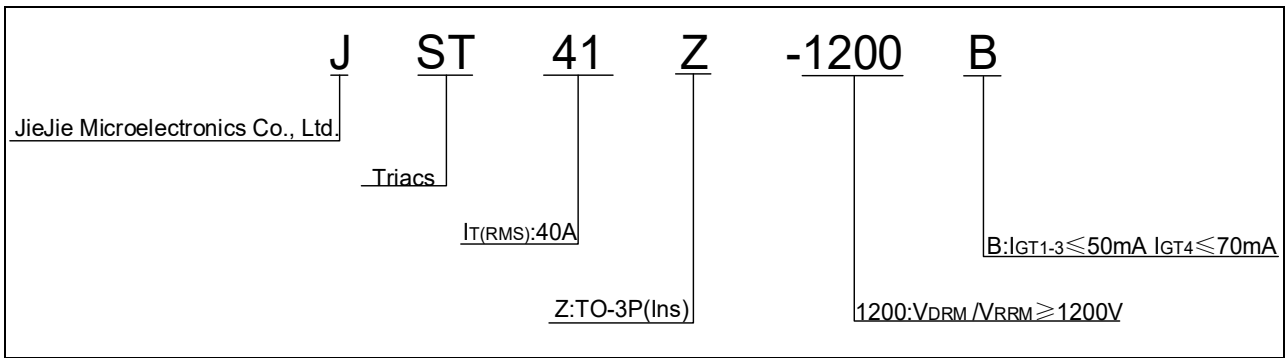 J ST 41 Z -1200 B
JieJie Microelectronics Co., Ltd.
Triacs
IT(RMS):40A
B:IGT1-3≤50mA IGT4≤70mA
Z:TO-3P(Ins)
1200:VDRM /VRRM≥1200V